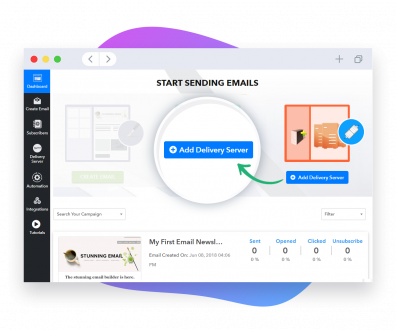 START SENDING EMAILS
Dashboard
Create Email
Subscribers
Delivery
Server
Automation
Integrations
Tutorials
Add Delivery Server
Add Delivery Server
Search Your Campaign
Filter
My First Email Newsl...
Email Created On: Jan 08, 2018 04:06
PM
Sent
0
0 %
Opened
0
0 %
Clicked
0
0 %
Unsubscribe
0
0 %
STUNNING EMAIL
The stunning email builder is here.